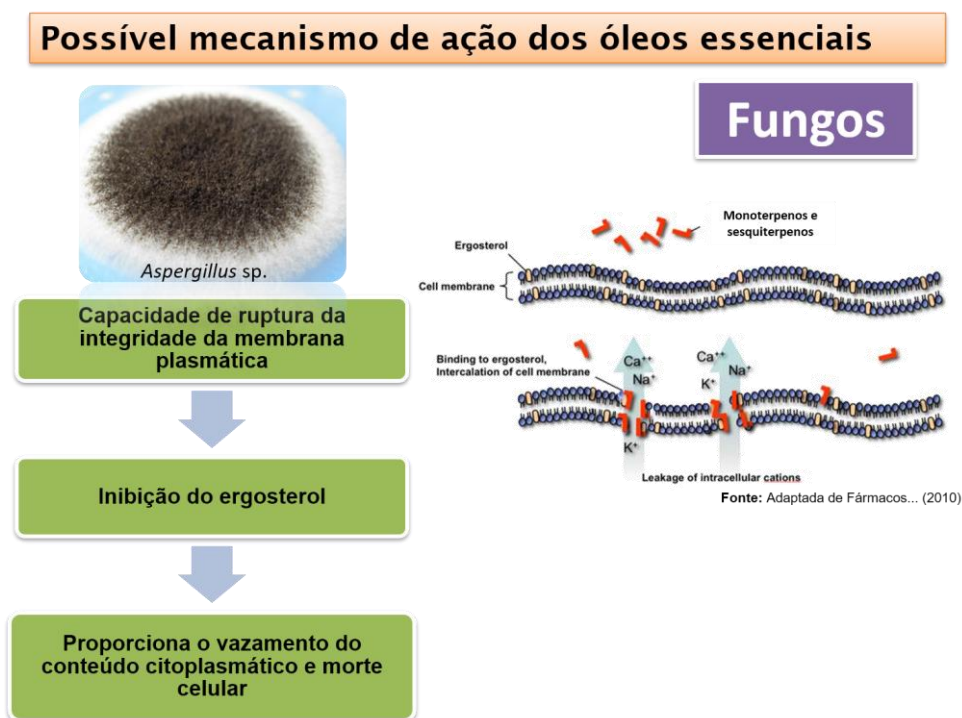 Possível mecanismo de ação dos óleos essenciais
Fungos
Aspergillus sp.
Capacidade de ruptura da
integridade da membrana
plasmática
Inibição do ergosterol
Proporciona o vazamento do
conteúdo citoplasmático e morte
celular
Monoterpenos e
sesquiterpenos
Ergosterol
Cell membrane
Binding to ergosterol,
Intercalation of cell membrane
Ca⁺⁺
Na⁺
K⁺
Ca⁺⁺
Na⁺
K⁺
Leakage of intracellular cations
Fonte: Adaptada de Fármacos... (2010)